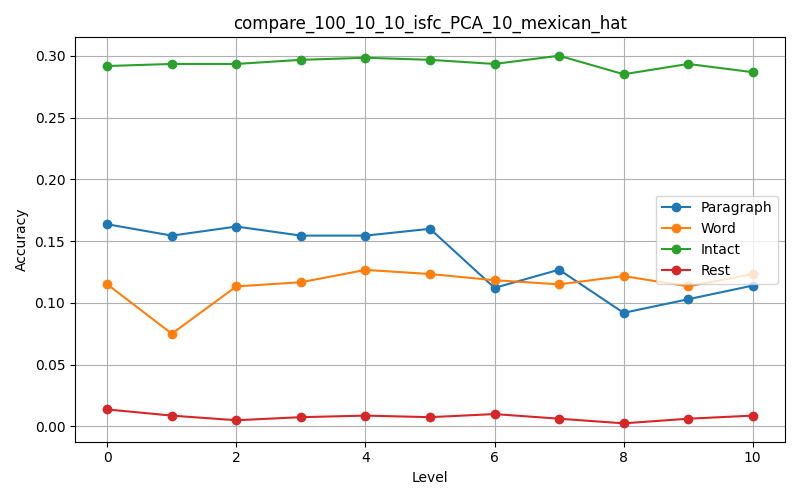 compare_100_10_10_isfc_PCA_10_mexican_hat
Accuracy
0.30
0.25
0.20
0.15
0.10
0.05
0.00
Paragraph
Word
Intact
Rest
0 2 4 6 8 10
Level